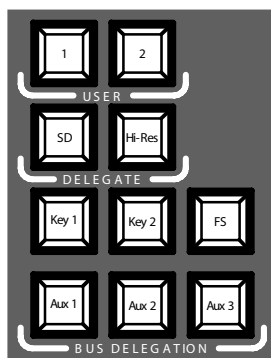 1 2
USER
SD Hi-Res
DELEGATE
Key 1 Key 2 FS
Aux 1 Aux 2 Aux 3
BUS DELEGATION